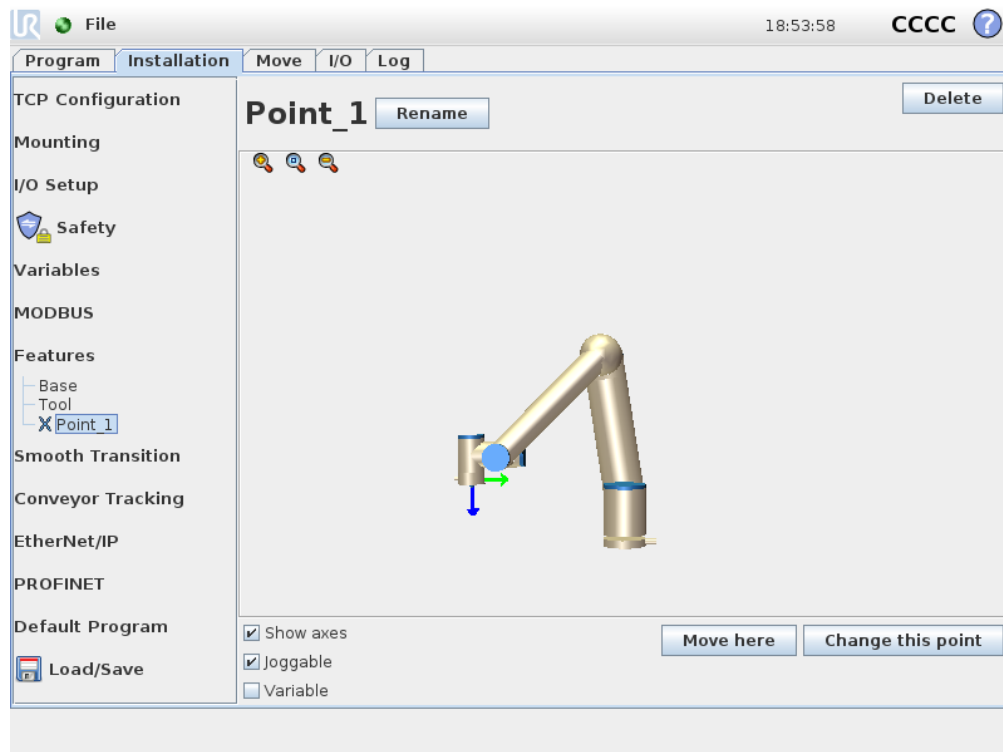 UR File 18:53:58 CCCC ?
Program Installation Move I/O Log
TCP Configuration
Mounting
I/O Setup
Safety
Variables
MODBUS
Features
Base
Tool
Point_1
Smooth Transition
Conveyor Tracking
EtherNet/IP
PROFINET
Default Program
Load/Save
Point_1 Rename Delete
Show axes
Joggable
Variable
Move here Change this point